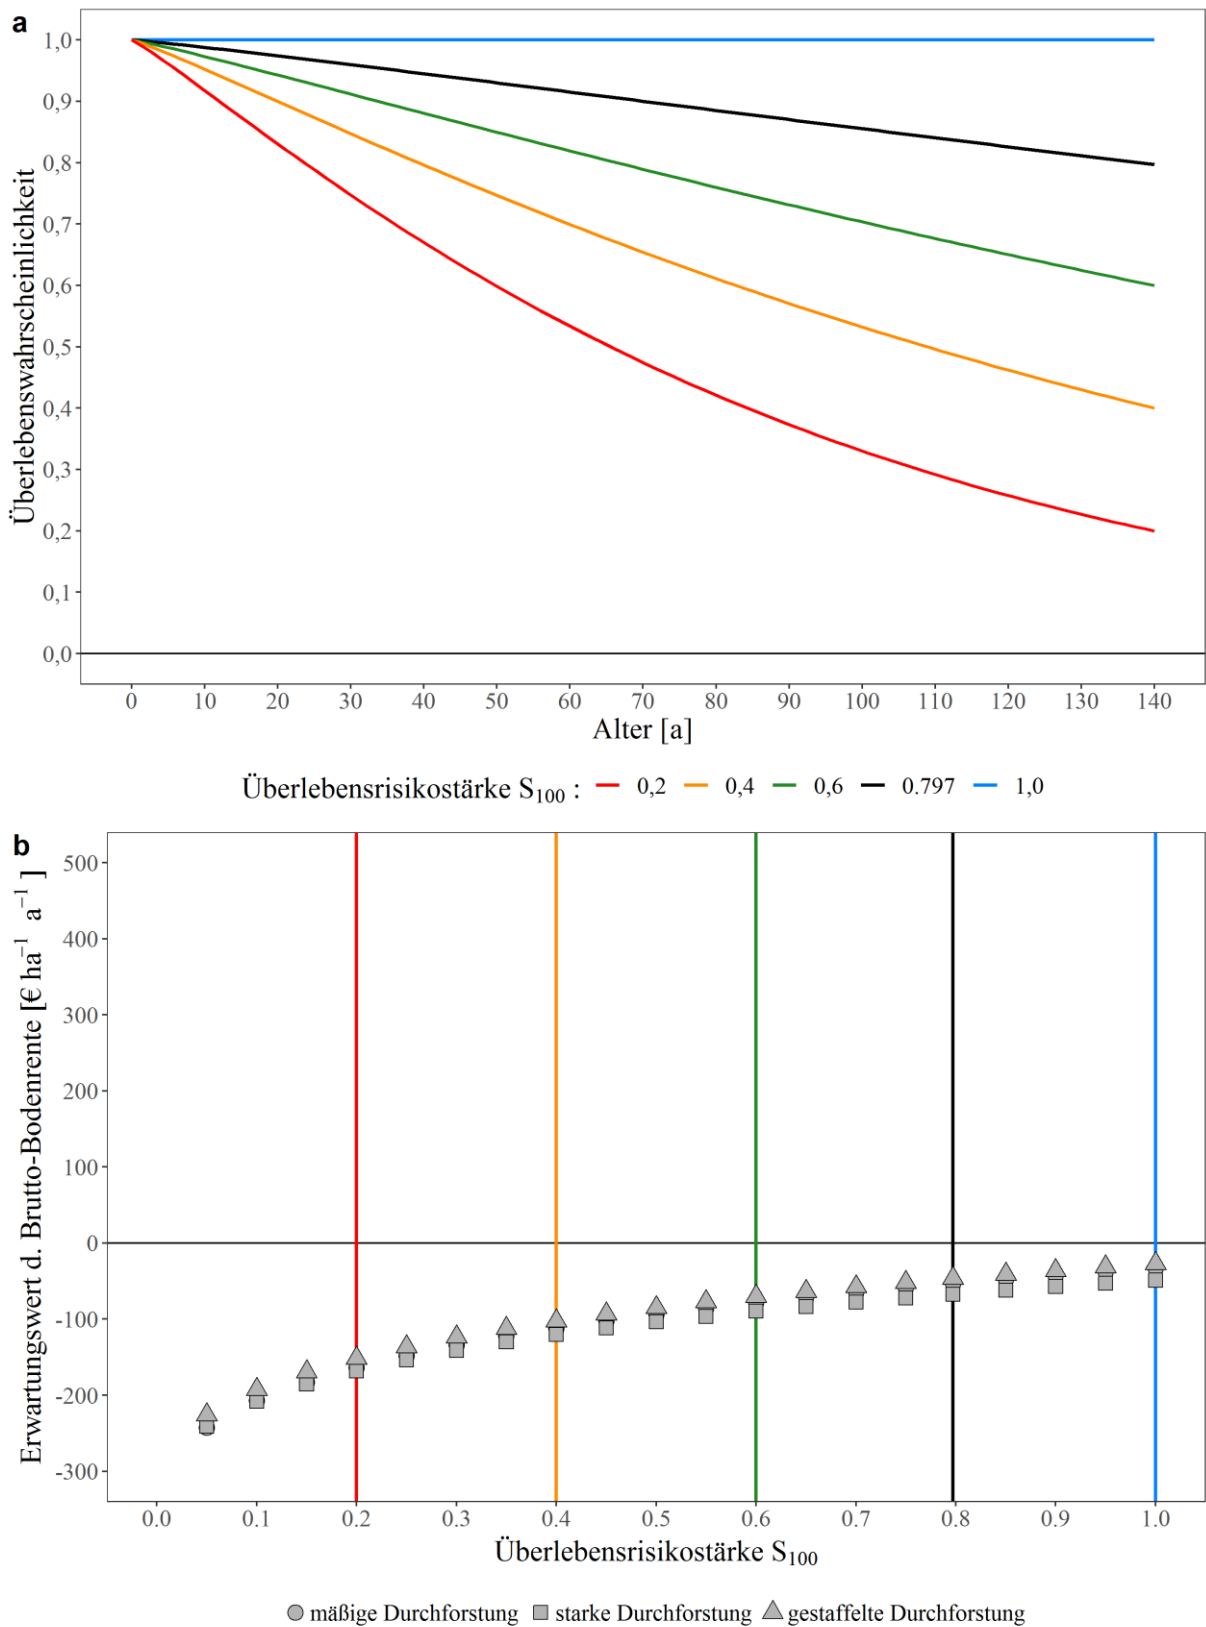 a
1,0
0,9
0,8
0,7
0,6
0,5
0,4
0,3
0,2
0,1
0,0
Überlebenswahrscheinlichkeit
0 10 20 30 40 50 60 70 80 90 100 110 120 130 140
Alter [a]
Überlebensrisikostärke S₁₀₀ : 0,2 0,4 0,6 0.797 1,0
b
500
400
300
200
100
0
-100
-200
-300
Erwartungswert d. Brutto-Bodenrente [€ ha⁻¹ a⁻¹ ]
0.0 0.1 0.2 0.3 0.4 0.5 0.6 0.7 0.8 0.9 1.0
Überlebensrisikostärke S₁₀₀
mäßige Durchforstung starke Durchforstung gestaffelte Durchforstung